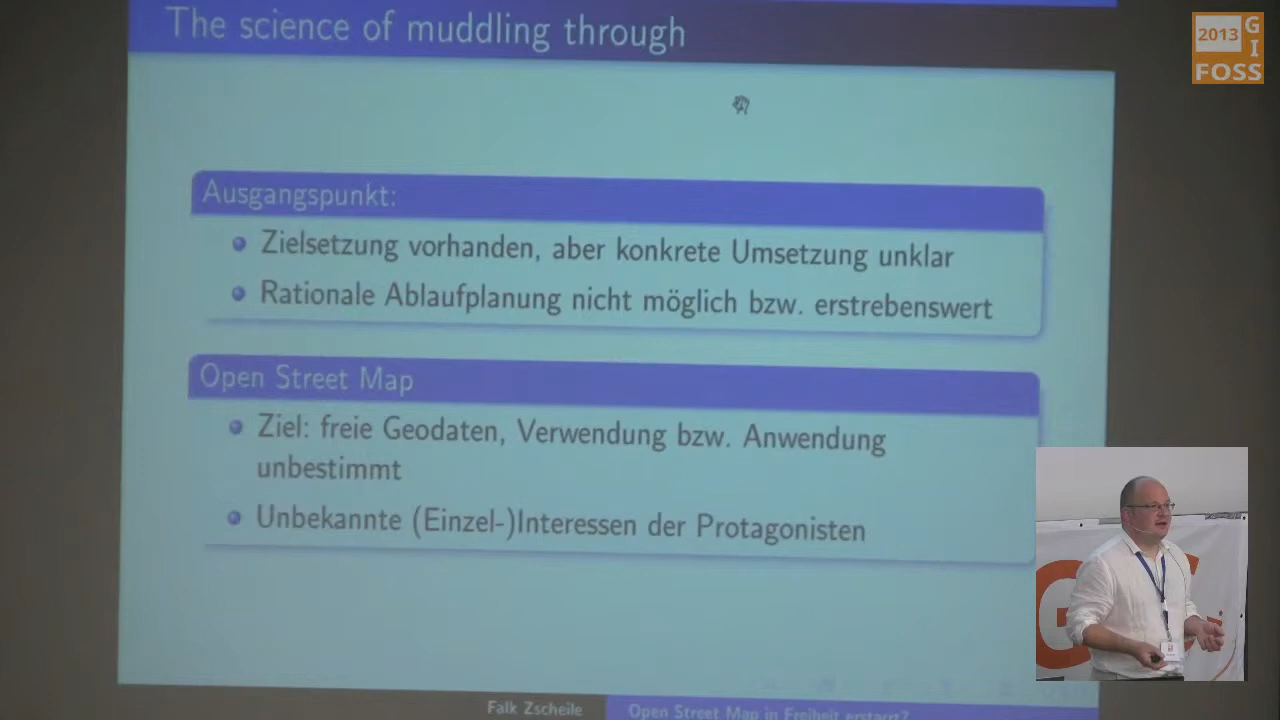 The science of muddling through
2013
G
I
FOSS
Ausgangspunkt:
Zielsetzung vorhanden, aber konkrete Umsetzung unklar
Rationale Ablaufplanung nicht möglich bzw. erstrebenswert
Open Street Map
Ziel: freie Geodaten, Verwendung bzw. Anwendung
unbestimmt
Unbekannte (Einzel-)Interessen der Protagonisten
Falk Zscheile
Open Street Map in Freiheit erstarrt?